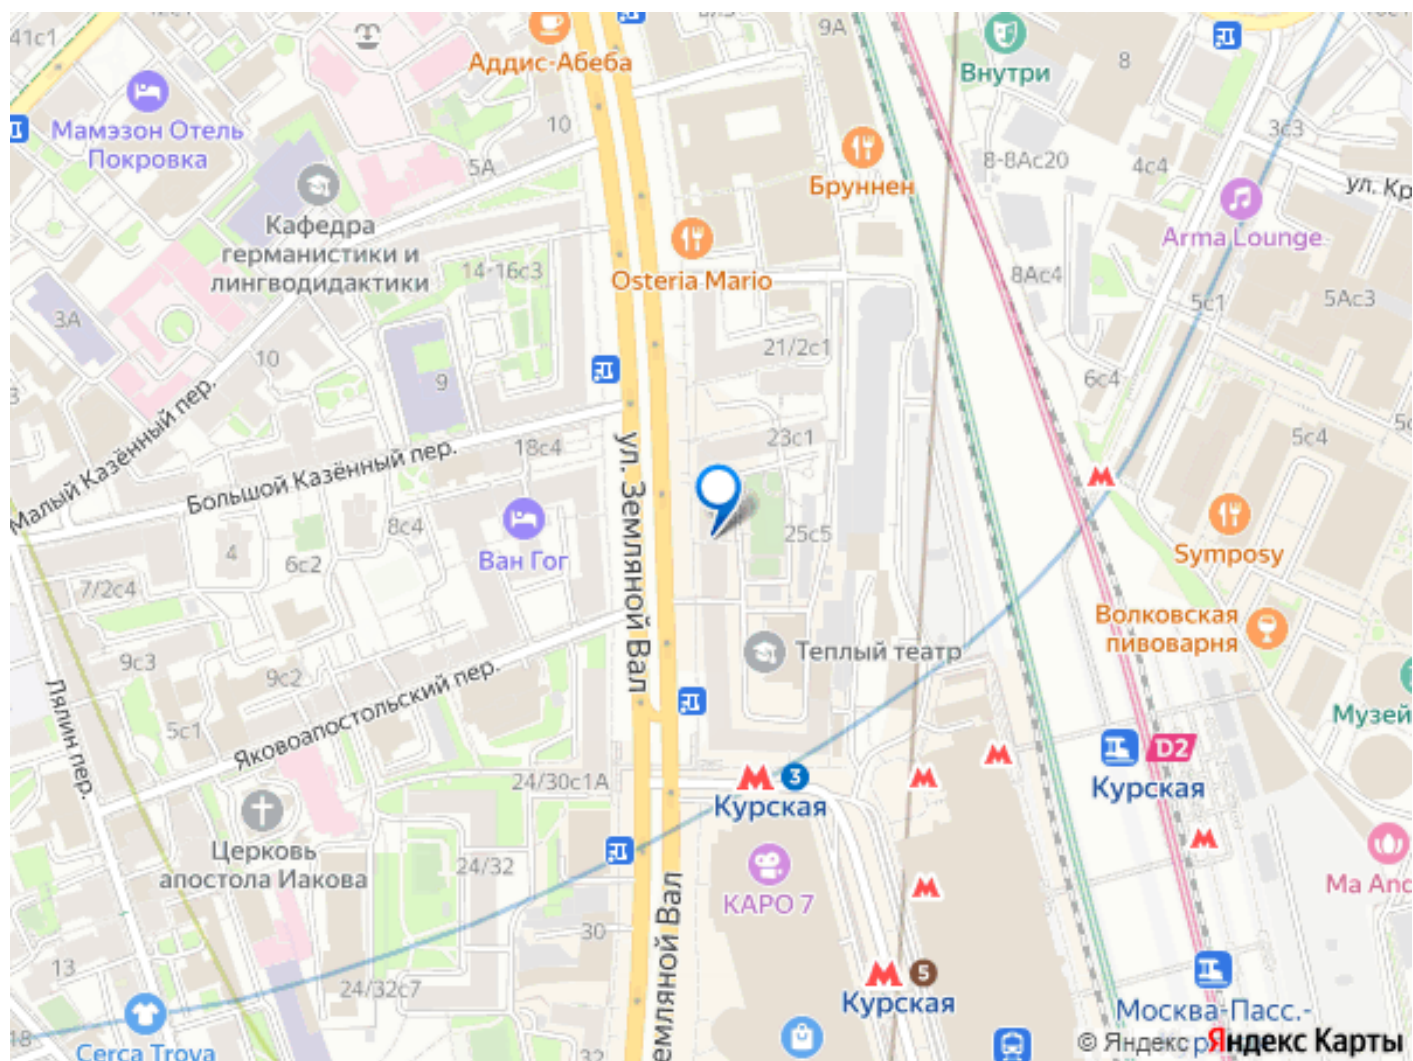 41с1
9А
Аддис-Абеба
Внутри
8
Мамэзон Отель
Покровка
10
5А
3с3
8-8Ас20
4с4
Бруннен
ул. Кр
Кафедра
германистики и
лингводидактики
14-16с3
Osteria Mario
Arma Lounge
8Ас4
5с1
5Ас3
3А
10
9
21/2с1
6с4
Малый Казённый пер.
Большой Казённый пер.
18с4
ул. Земляной Вал
23с1
5с4
8с4
4
6с2
Ван Гог
25с5
Symposy
7/2с4
Волковская
пивоварня
9с3
9с2
Теплый театр
Лялин пер.
Яковоапостольский пер.
5с1
Музей
D2
Курская
24/30с1А
3
Курская
Церковь
апостола Иакова
24/32
КАРО 7
Ma And
Земляной Вал
30
13
24/32с7
5
Курская
18
Cerca Trova
32
Москва-Пасс.-
© Яндекс Яндекс Карты